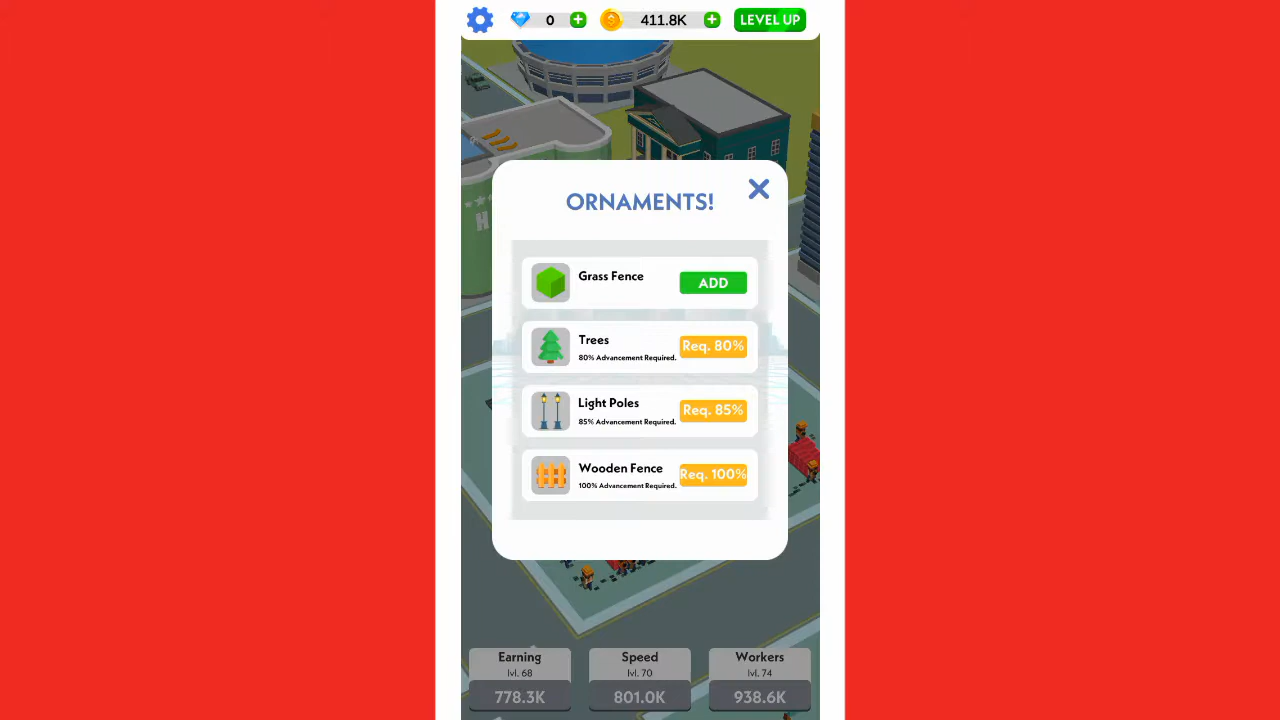 0 411.8K LEVEL UP
H
ORNAMENTS!
Grass Fence
ADD
Trees
80% Advancement Required.
Req. 80%
Light Poles
85% Advancement Required.
Req. 85%
Wooden Fence
100% Advancement Required.
Req. 100%
Earning
lvl. 68
778.3K
Speed
lvl. 70
801.0K
Workers
lvl. 74
938.6K